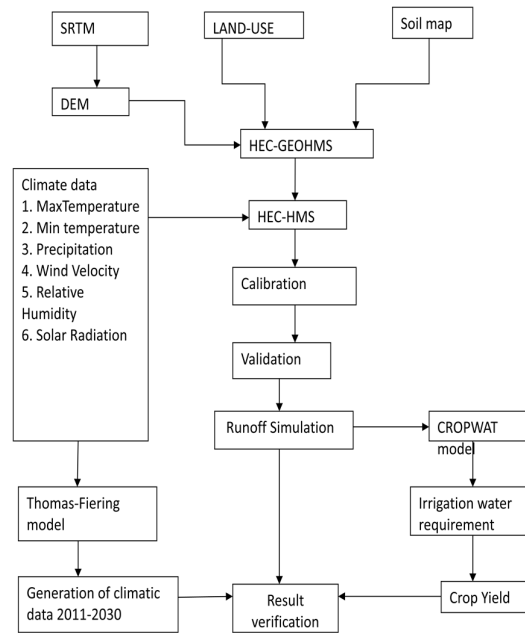 SRTM
LAND-USE
Soil map
DEM
HEC-GEOHMS
Climate data
1. MaxTemperature
2. Min temperature
3. Precipitation
4. Wind Velocity
5. Relative
Humidity
6. Solar Radiation
HEC-HMS
Calibration
Validation
Runoff Simulation
CROPWAT
model
Thomas-Fiering
model
Irrigation water
requirement
Generation of climatic
data 2011-2030
Result
verification
Crop Yield